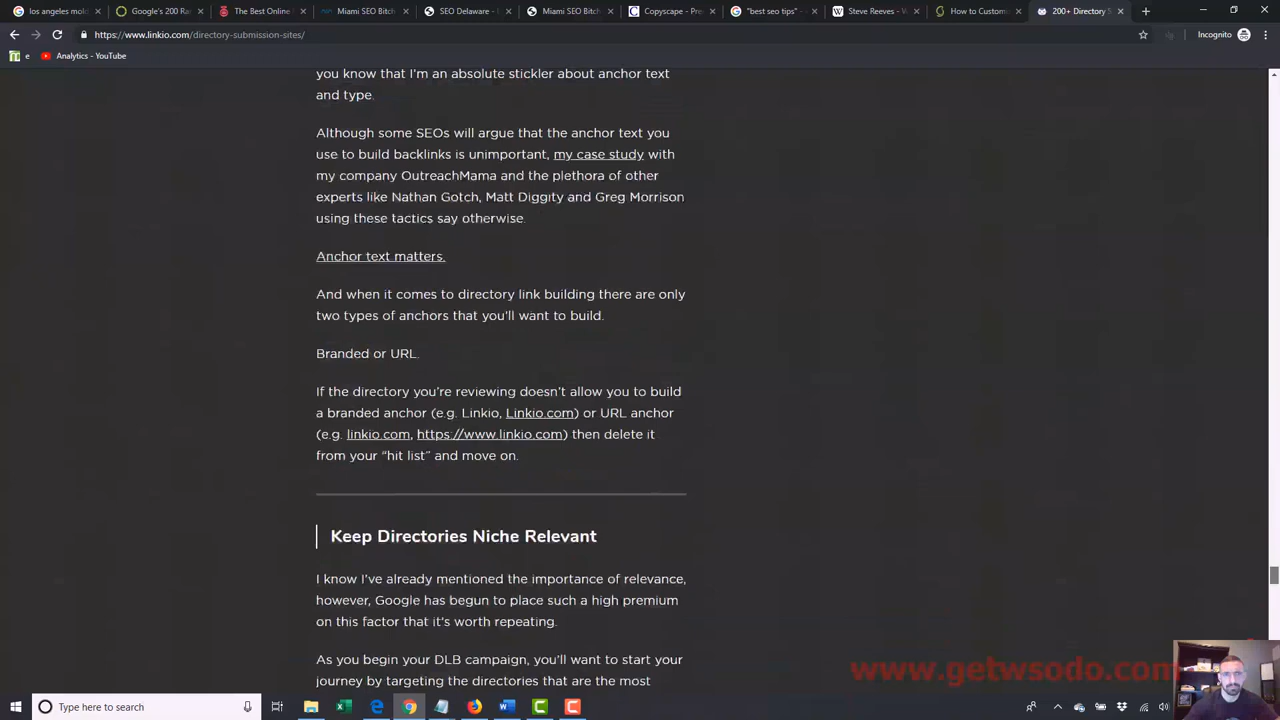 los angeles mold
Google's 200 Ra
The Best Online
Miami SEO Bitch
SEO Delaware -
Miami SEO Bitch
Copyscape - Pre
"best seo tips" -
Steve Reeves - W
How to Customi
200+ Directory S
https://www.linkio.com/directory-submission-sites/
Incognito
e
Analytics - YouTube
you know that I'm an absolute stickler about anchor text
and type.
Although some SEOs will argue that the anchor text you
use to build backlinks is unimportant, my case study with
my company OutreachMama and the plethora of other
experts like Nathan Gotch, Matt Diggity and Greg Morrison
using these tactics say otherwise.
Anchor text matters.
And when it comes to directory link building there are only
two types of anchors that you'll want to build.
Branded or URL.
If the directory you're reviewing doesn't allow you to build
a branded anchor (e.g. Linkio, Linkio.com) or URL anchor
(e.g. linkio.com, https://www.linkio.com) then delete it
from your "hit list" and move on.
Keep Directories Niche Relevant
I know I've already mentioned the importance of relevance,
however, Google has begun to place such a high premium
on this factor that it's worth repeating.
As you begin your DLB campaign, you'll want to start your
journey by targeting the directories that are the most
www.getwsodo.com
Type here to search